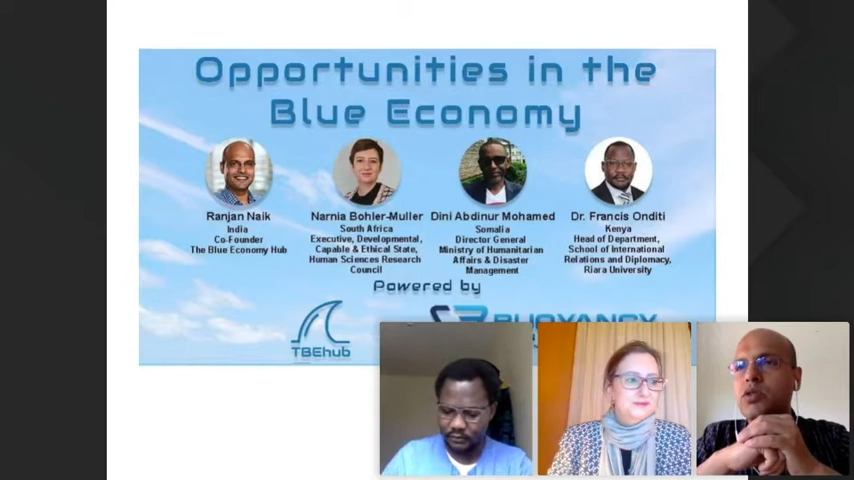 Opportunities in the
Blue Economy
Ranjan Naik
India
Co-Founder
The Blue Economy Hub
Narnia Bohler-Muller
South Africa
Executive, Developmental,
Capable & Ethical State,
Human Sciences Research
Council
Dini Abdinur Mohamed
Somalia
Director General
Ministry of Humanitarian
Affairs & Disaster
Management
Dr. Francis Onditi
Kenya
Head of Department,
School of International
Relations and Diplomacy,
Riara University
Powered by
TBEhub
BUOYANCY